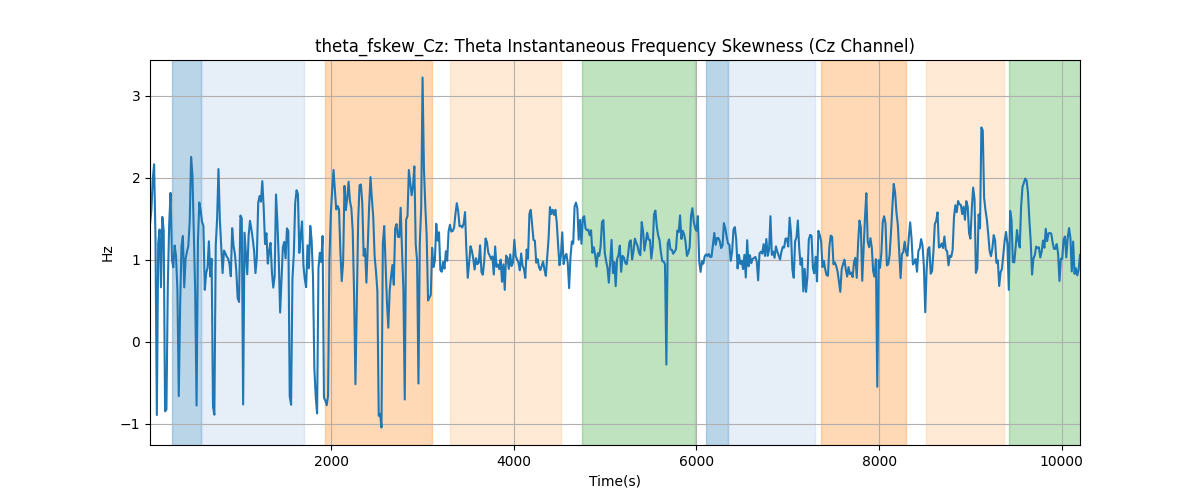 theta_fskew_Cz: Theta Instantaneous Frequency Skewness (Cz Channel)
Hz
3
2
1
0
−1
2000 4000 6000 8000 10000
Time(s)